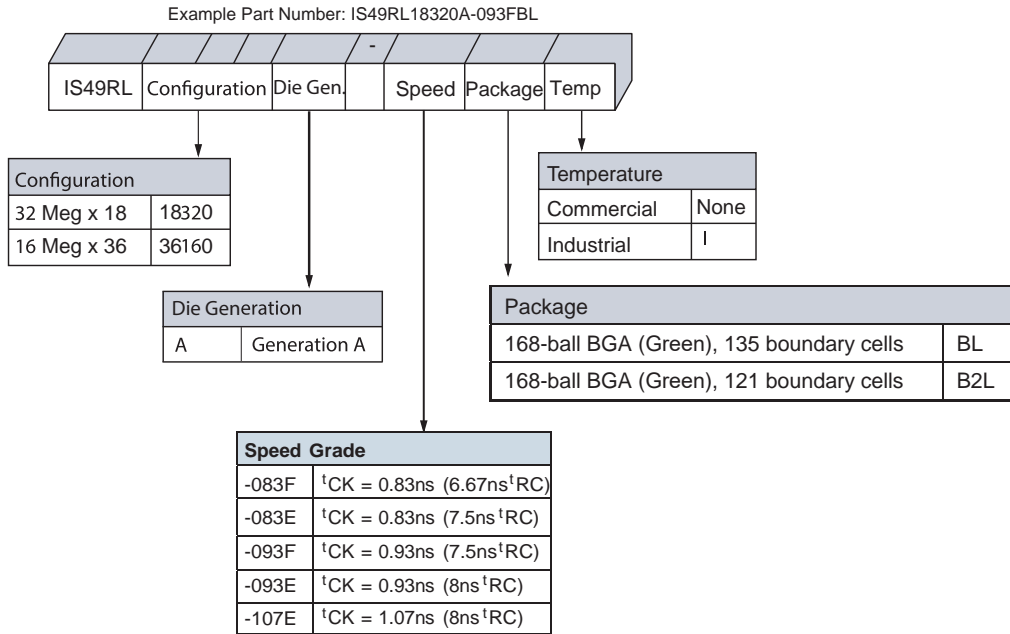 Example Part Number: IS49RL18320A-093FBL
-
IS49RL Configuration Die Gen. Speed Package Temp
Configuration
32 Meg x 18 18320
16 Meg x 36 36160
Temperature
Commercial None
Industrial I
Die Generation
A Generation A
Package
168-ball BGA (Green), 135 boundary cells BL
168-ball BGA (Green), 121 boundary cells B2L
Speed Grade
-083F tCK = 0.83ns (6.67ns tRC)
-083E tCK = 0.83ns (7.5ns tRC)
-093F tCK = 0.93ns (7.5ns tRC)
-093E tCK = 0.93ns (8ns tRC)
-107E tCK = 1.07ns (8ns tRC)